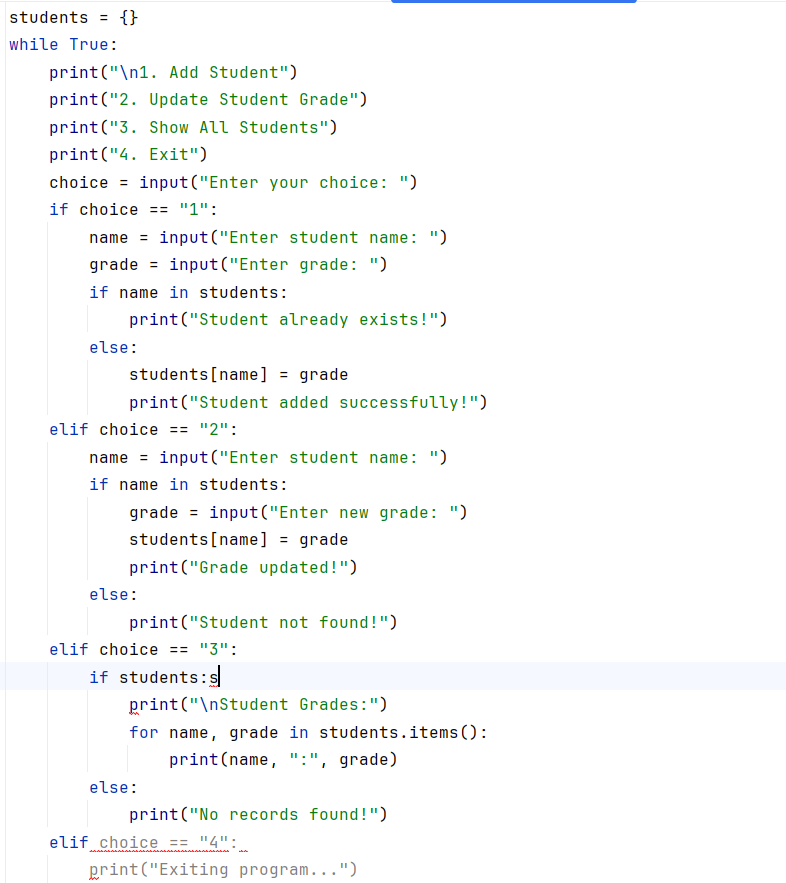 students = {}
while True:
    print("\n1. Add Student")
    print("2. Update Student Grade")
    print("3. Show All Students")
    print("4. Exit")
    choice = input("Enter your choice: ")
    if choice == "1":
        name = input("Enter student name: ")
        grade = input("Enter grade: ")
        if name in students:
            print("Student already exists!")
        else:
            students[name] = grade
            print("Student added successfully!")
    elif choice == "2":
        name = input("Enter student name: ")
        if name in students:
            grade = input("Enter new grade: ")
            students[name] = grade
            print("Grade updated!")
        else:
            print("Student not found!")
    elif choice == "3":
        if students:s
            print("\nStudent Grades:")
            for name, grade in students.items():
                print(name, ":", grade)
        else:
            print("No records found!")
    elif choice == "4":
        print("Exiting program...")